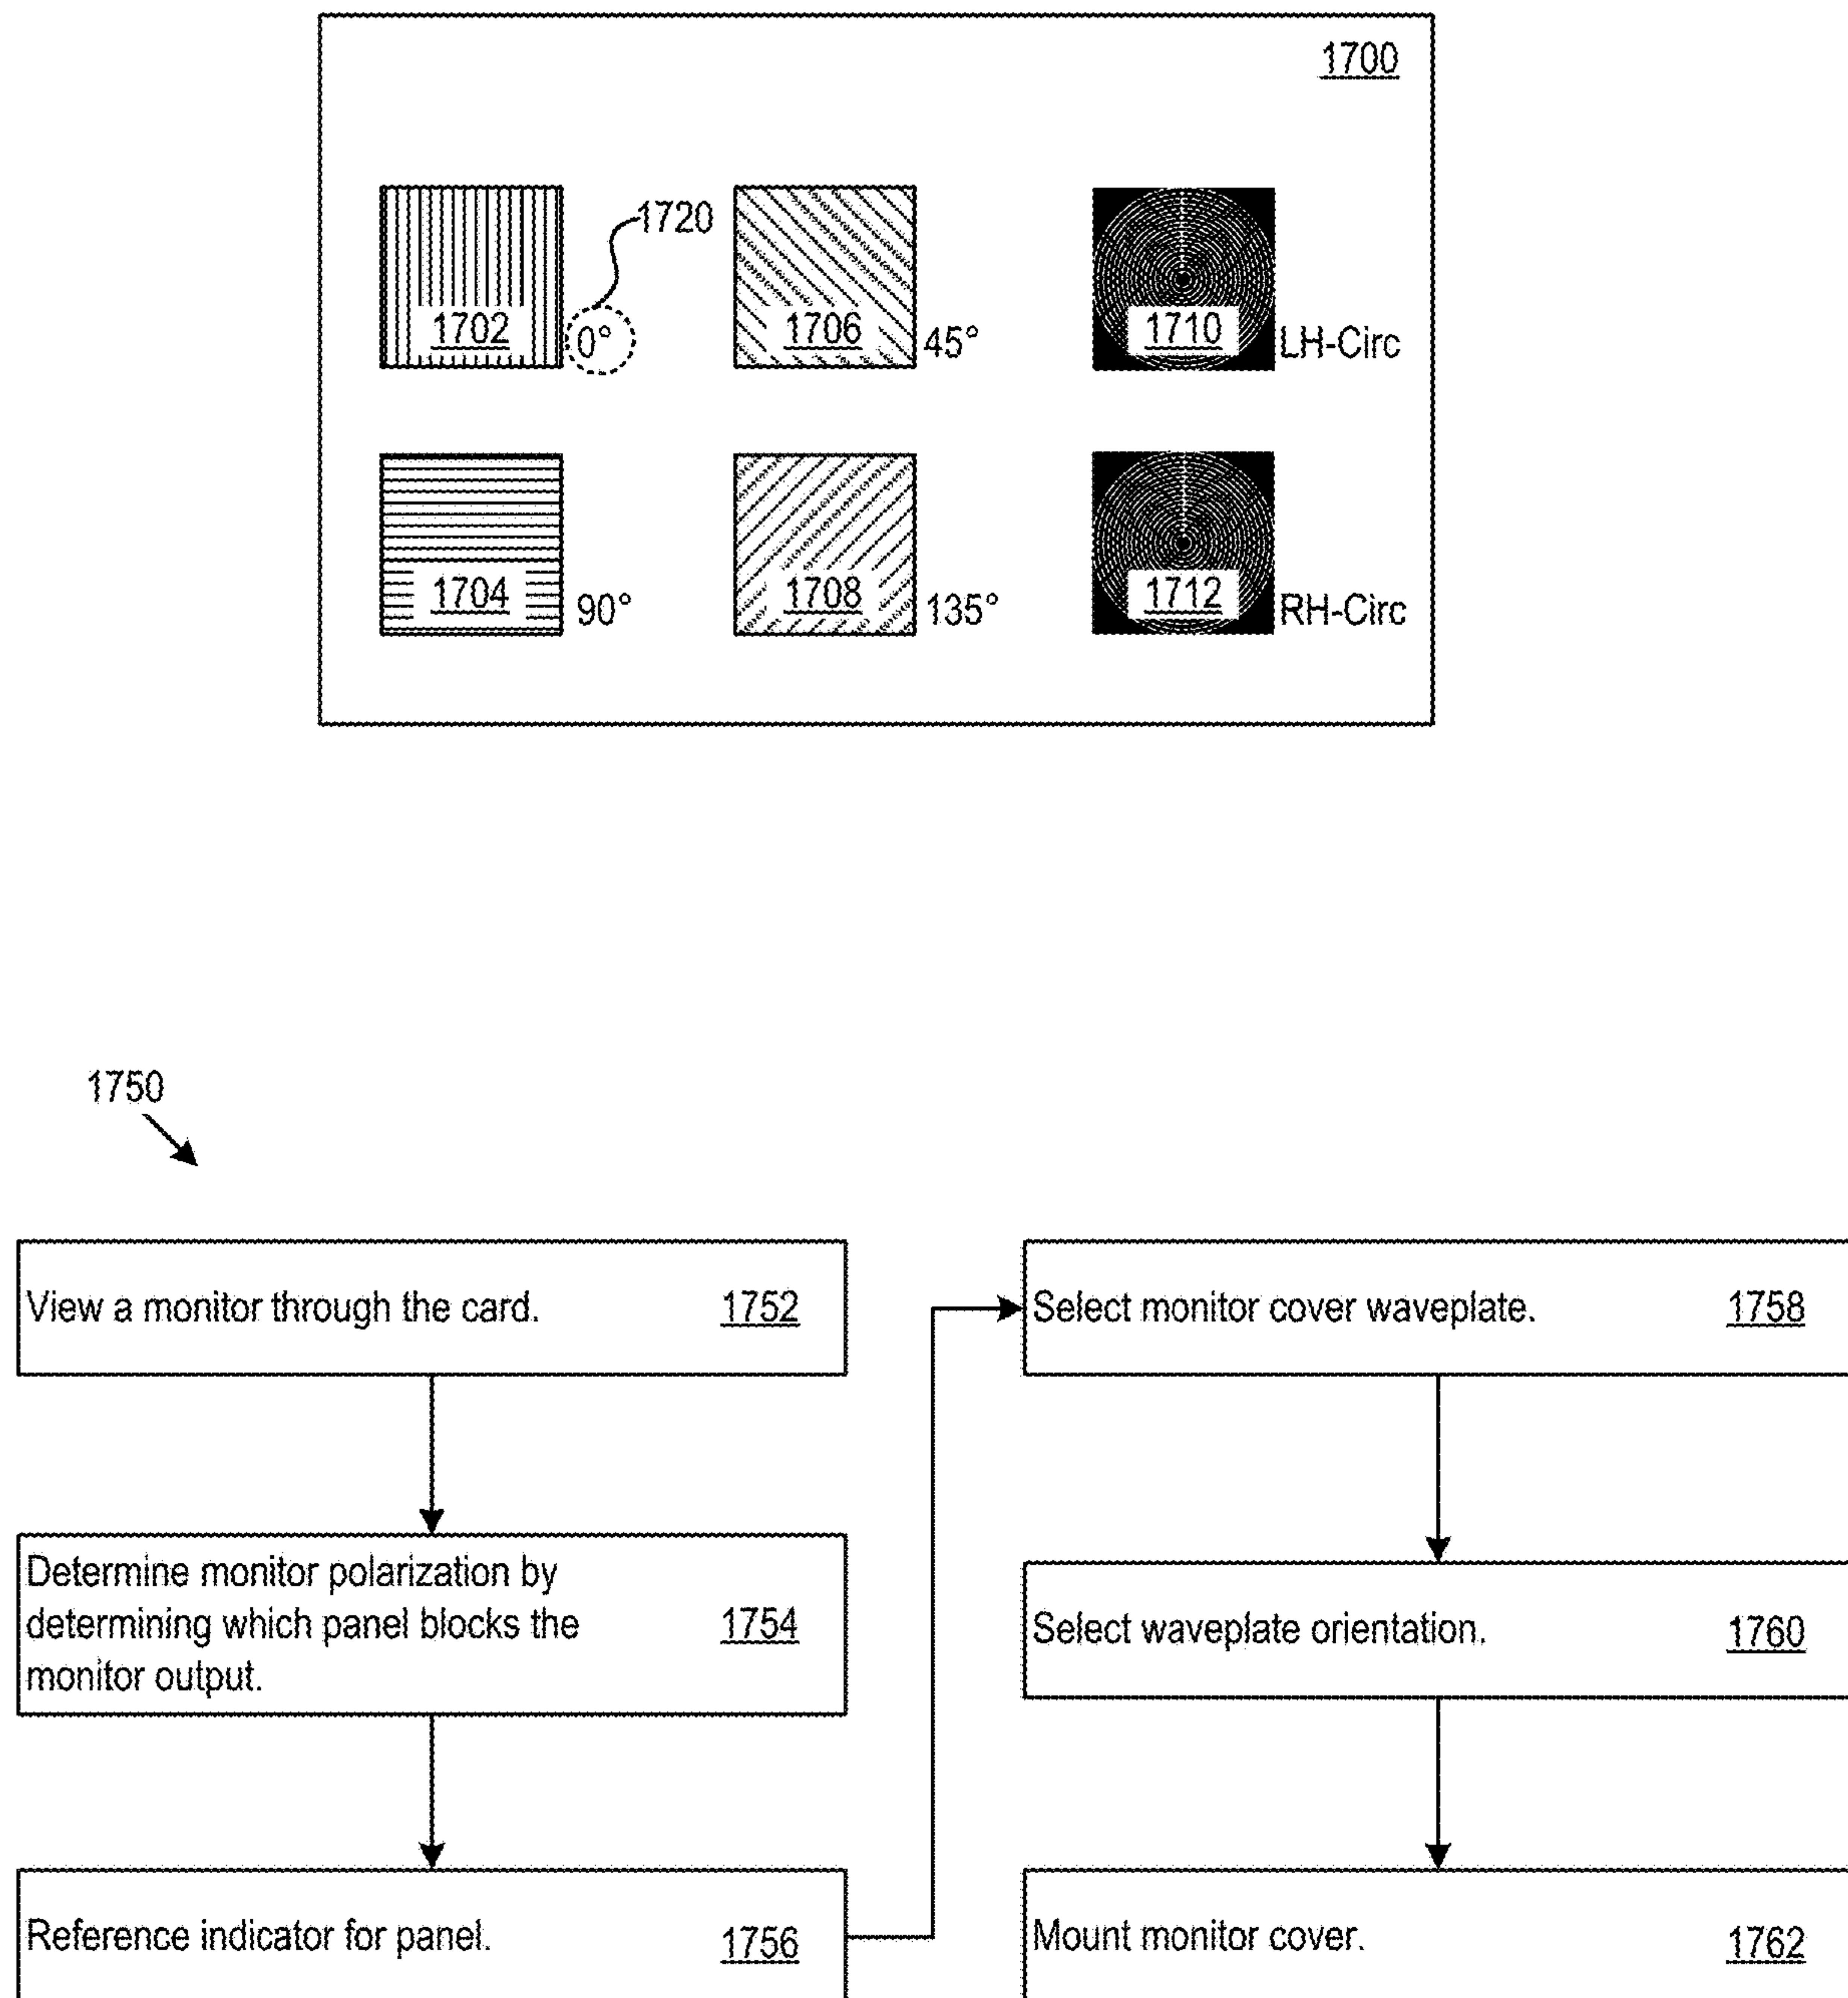 1700
1720
1702
0°
1706
45°
1710
LH-Circ
1704
90°
1708
135°
1712
RH-Circ
1750
View a monitor through the card.
1752
Determine monitor polarization by
determining which panel blocks the
monitor output.
1754
Reference indicator for panel.
1756
Select monitor cover waveplate.
1758
Select waveplate orientation.
1760
Mount monitor cover.
1762